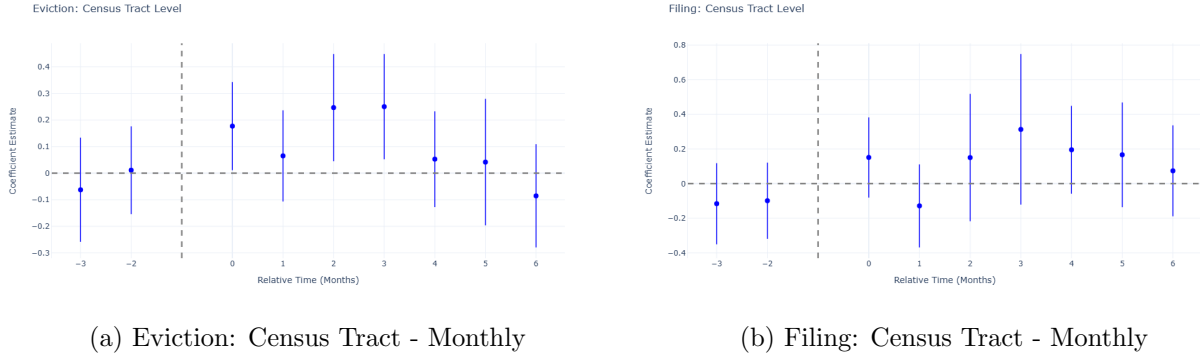 Eviction: Census Tract Level
0.4
0.3
0.2
0.1
0
−0.1
−0.2
−0.3
Coefficient Estimate
−3 −2 0 1 2 3 4 5 6
Relative Time (Months)
(a) Eviction: Census Tract - Monthly
Filing: Census Tract Level
0.8
0.6
0.4
0.2
0
−0.2
−0.4
Coefficient Estimate
−3 −2 0 1 2 3 4 5 6
Relative Time (Months)
(b) Filing: Census Tract - Monthly